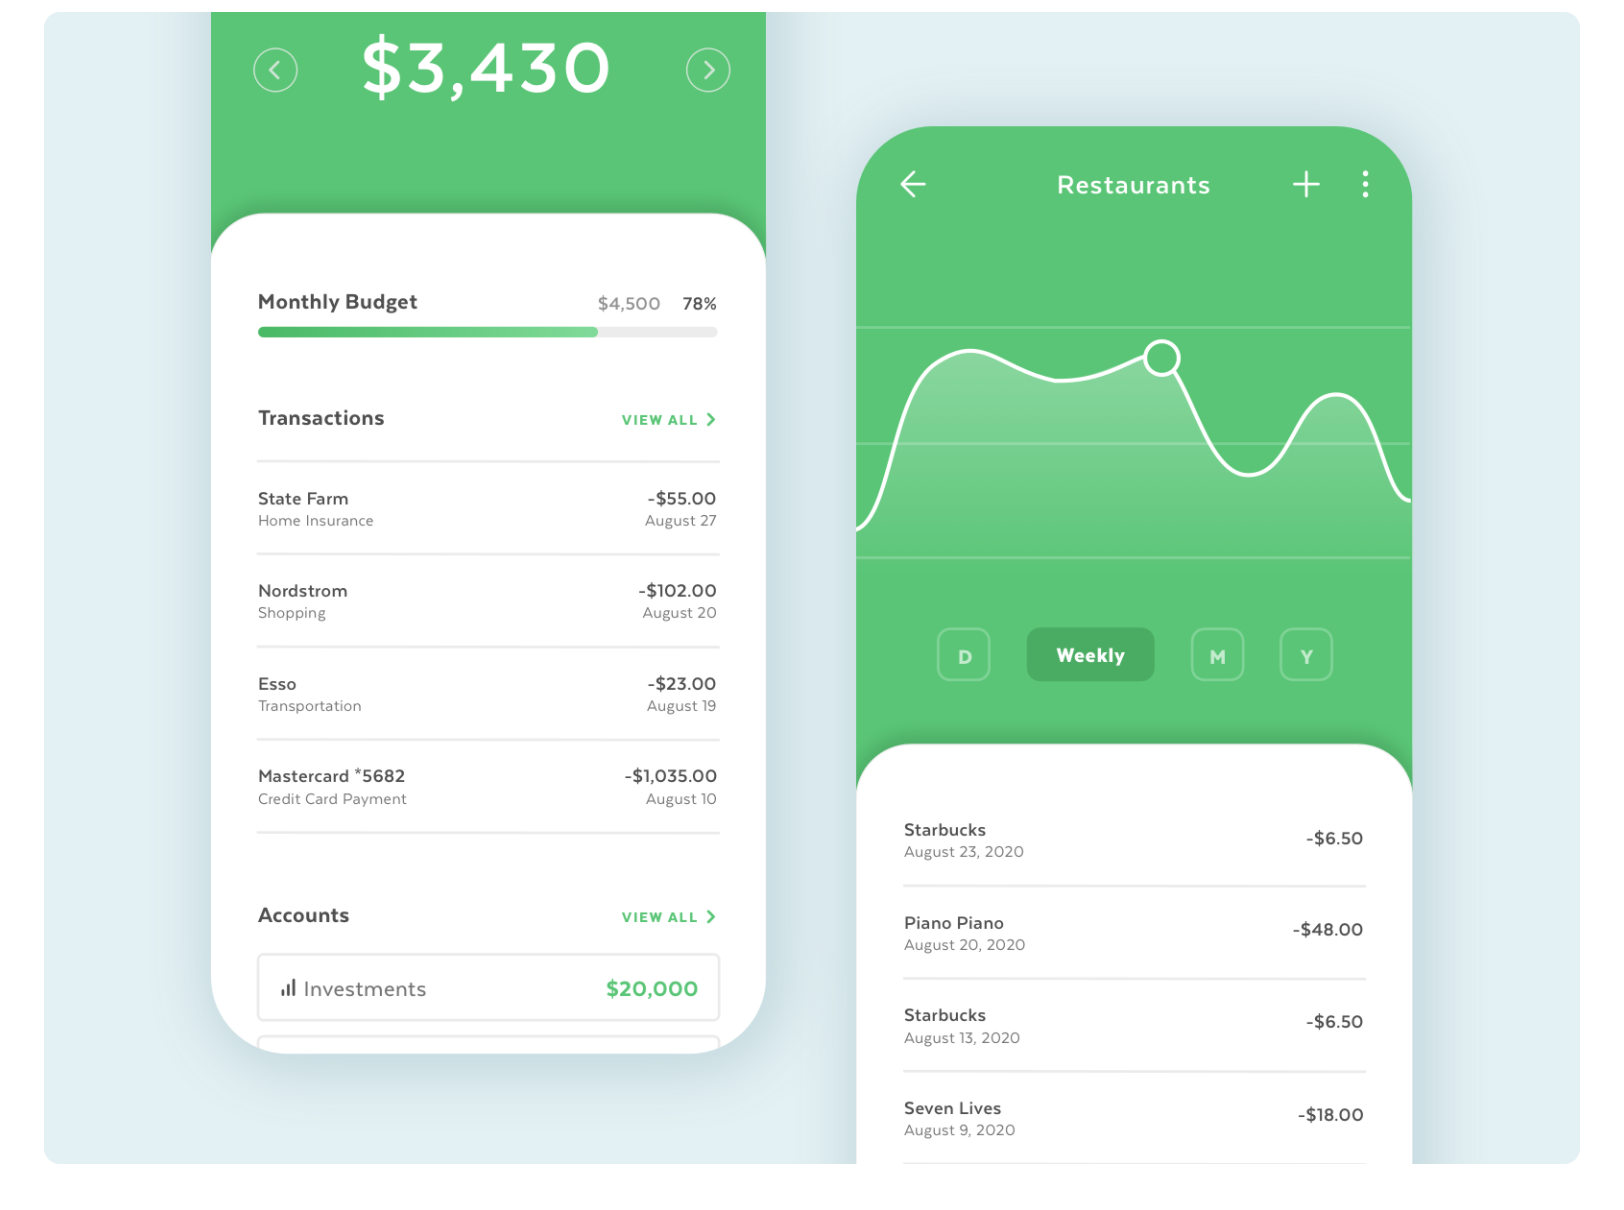 $3,430
Monthly Budget $4,500 78%
Transactions VIEW ALL
State Farm -$55.00
Home Insurance August 27
Nordstrom -$102.00
Shopping August 20
Esso -$23.00
Transportation August 19
Mastercard *5682 -$1,035.00
Credit Card Payment August 10
Accounts VIEW ALL
Investments $20,000
Restaurants
D Weekly M Y
Starbucks -$6.50
August 23, 2020
Piano Piano -$48.00
August 20, 2020
Starbucks -$6.50
August 13, 2020
Seven Lives -$18.00
August 9, 2020